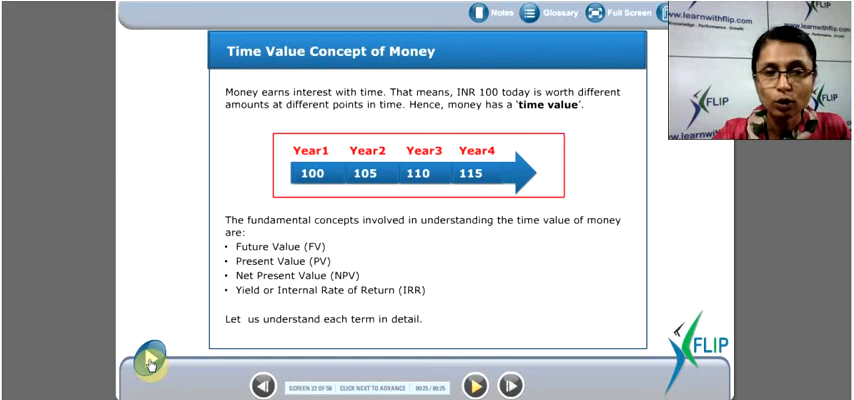 Notes Glossary Full Screen
www.learnwithflip.com
Time Value Concept of Money
FLIP
Money earns interest with time. That means, INR 100 today is worth different
amounts at different points in time. Hence, money has a ‘time value’.
Year1 Year2 Year3 Year4
100 105 110 115
The fundamental concepts involved in understanding the time value of money
are:
• Future Value (FV)
• Present Value (PV)
• Net Present Value (NPV)
• Yield or Internal Rate of Return (IRR)
Let us understand each term in detail.
FLIP
SCREEN 22 OF 58 | CLICK NEXT TO ADVANCE 00:25 / 00:25